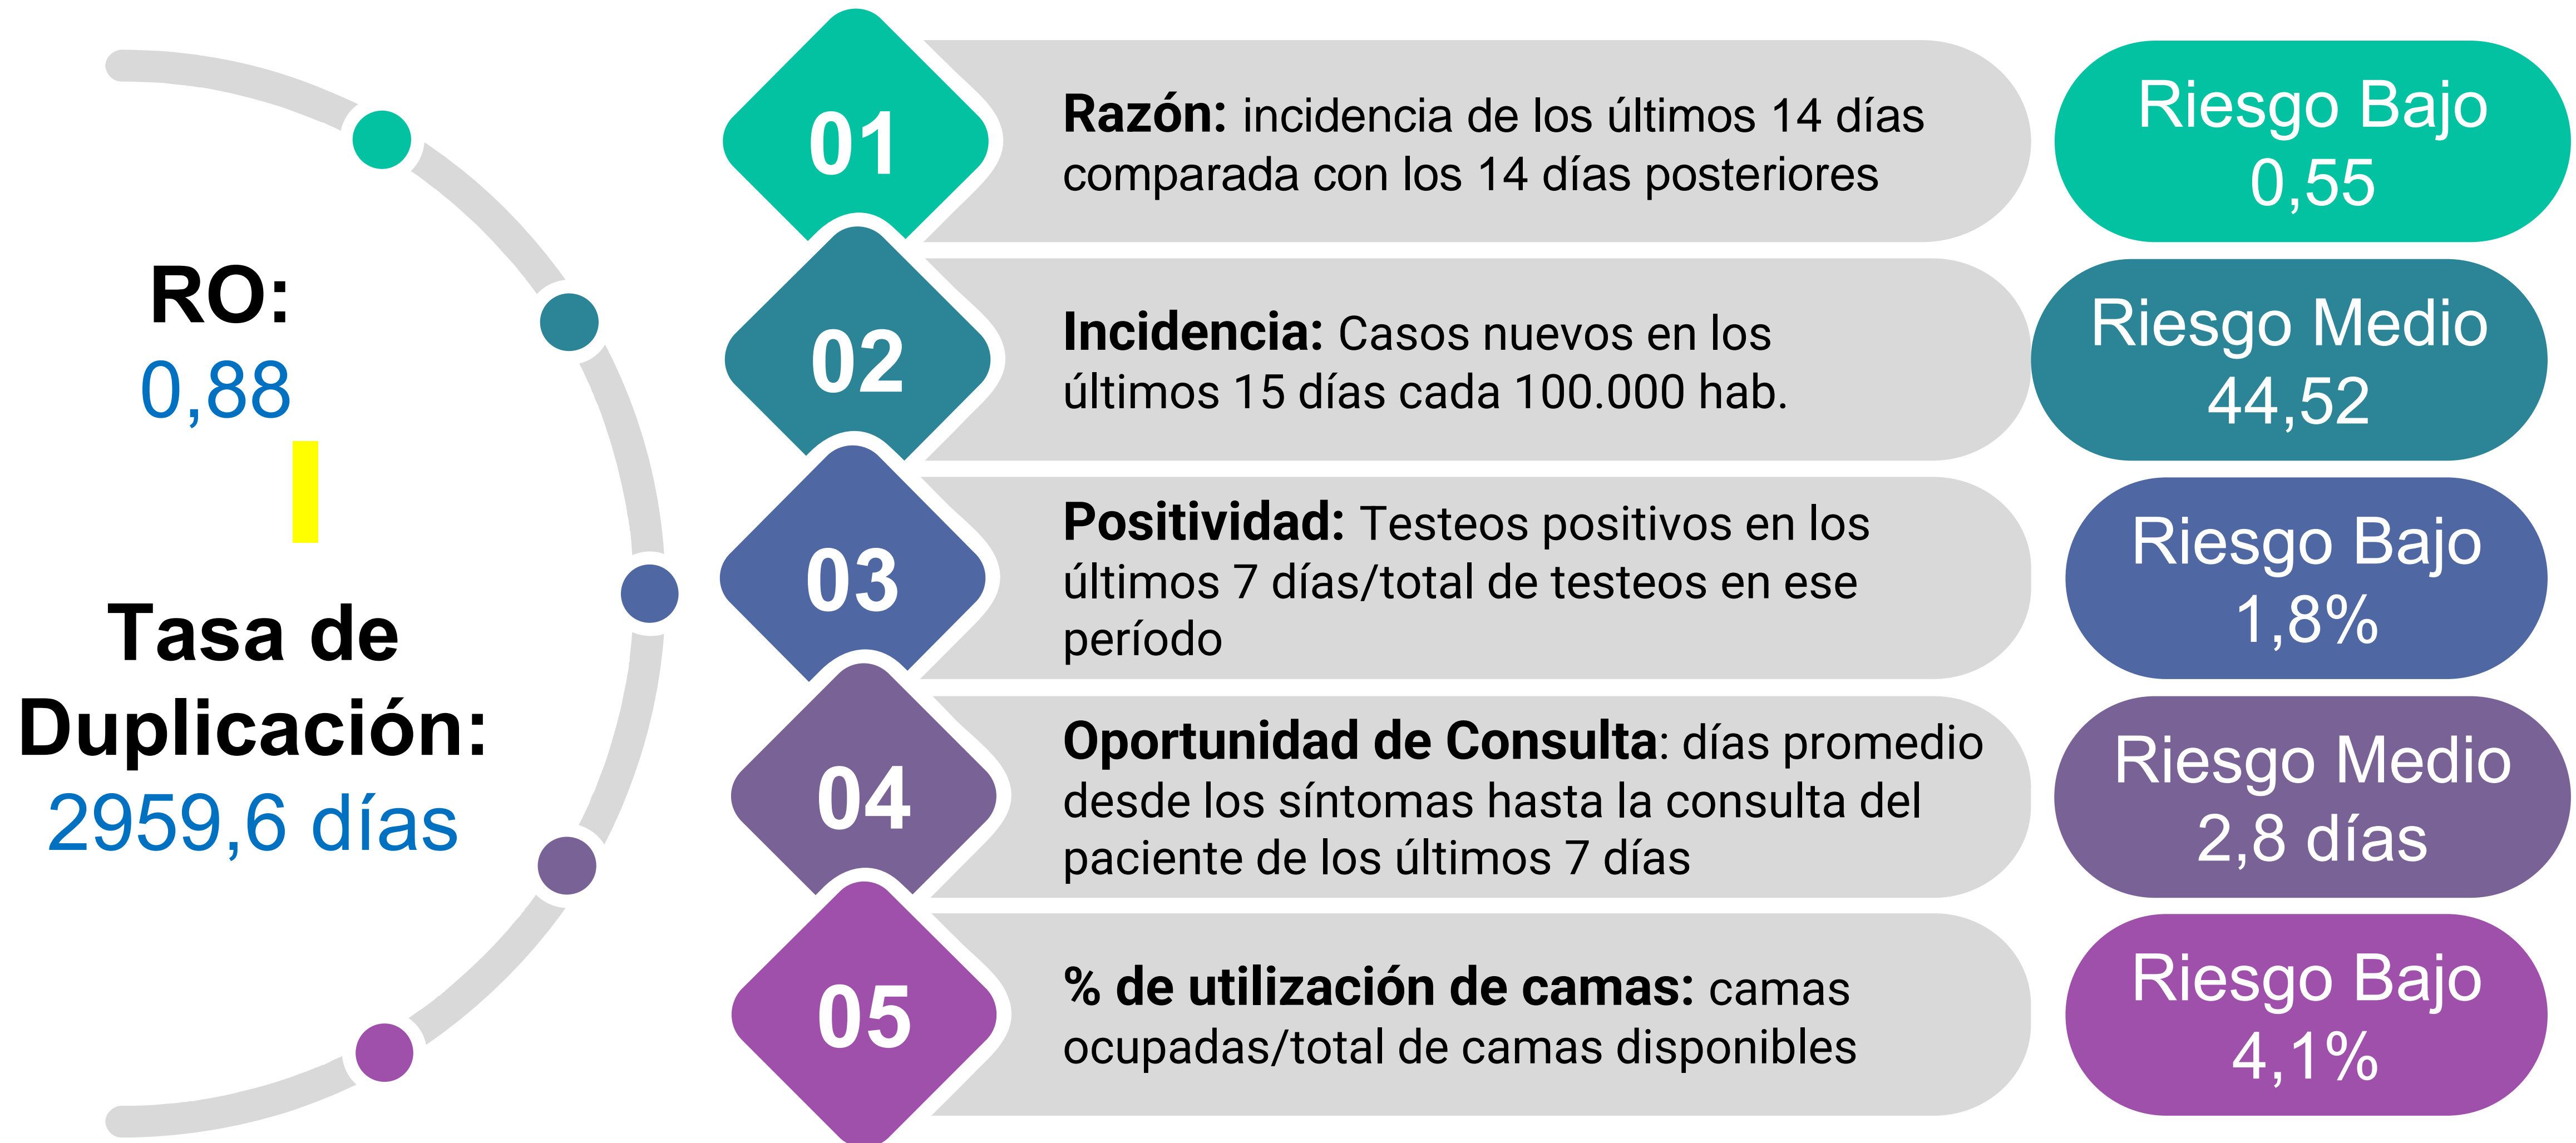 RO:
0,88
Tasa de
Duplicación:
2959,6 días
01
Razón: incidencia de los últimos 14 días
comparada con los 14 días posteriores
Riesgo Bajo
0,55
02
Incidencia: Casos nuevos en los
últimos 15 días cada 100.000 hab.
Riesgo Medio
44,52
03
Positividad: Testeos positivos en los
últimos 7 días/total de testeos en ese
período
Riesgo Bajo
1,8%
04
Oportunidad de Consulta: días promedio
desde los síntomas hasta la consulta del
paciente de los últimos 7 días
Riesgo Medio
2,8 días
05
% de utilización de camas: camas
ocupadas/total de camas disponibles
Riesgo Bajo
4,1%